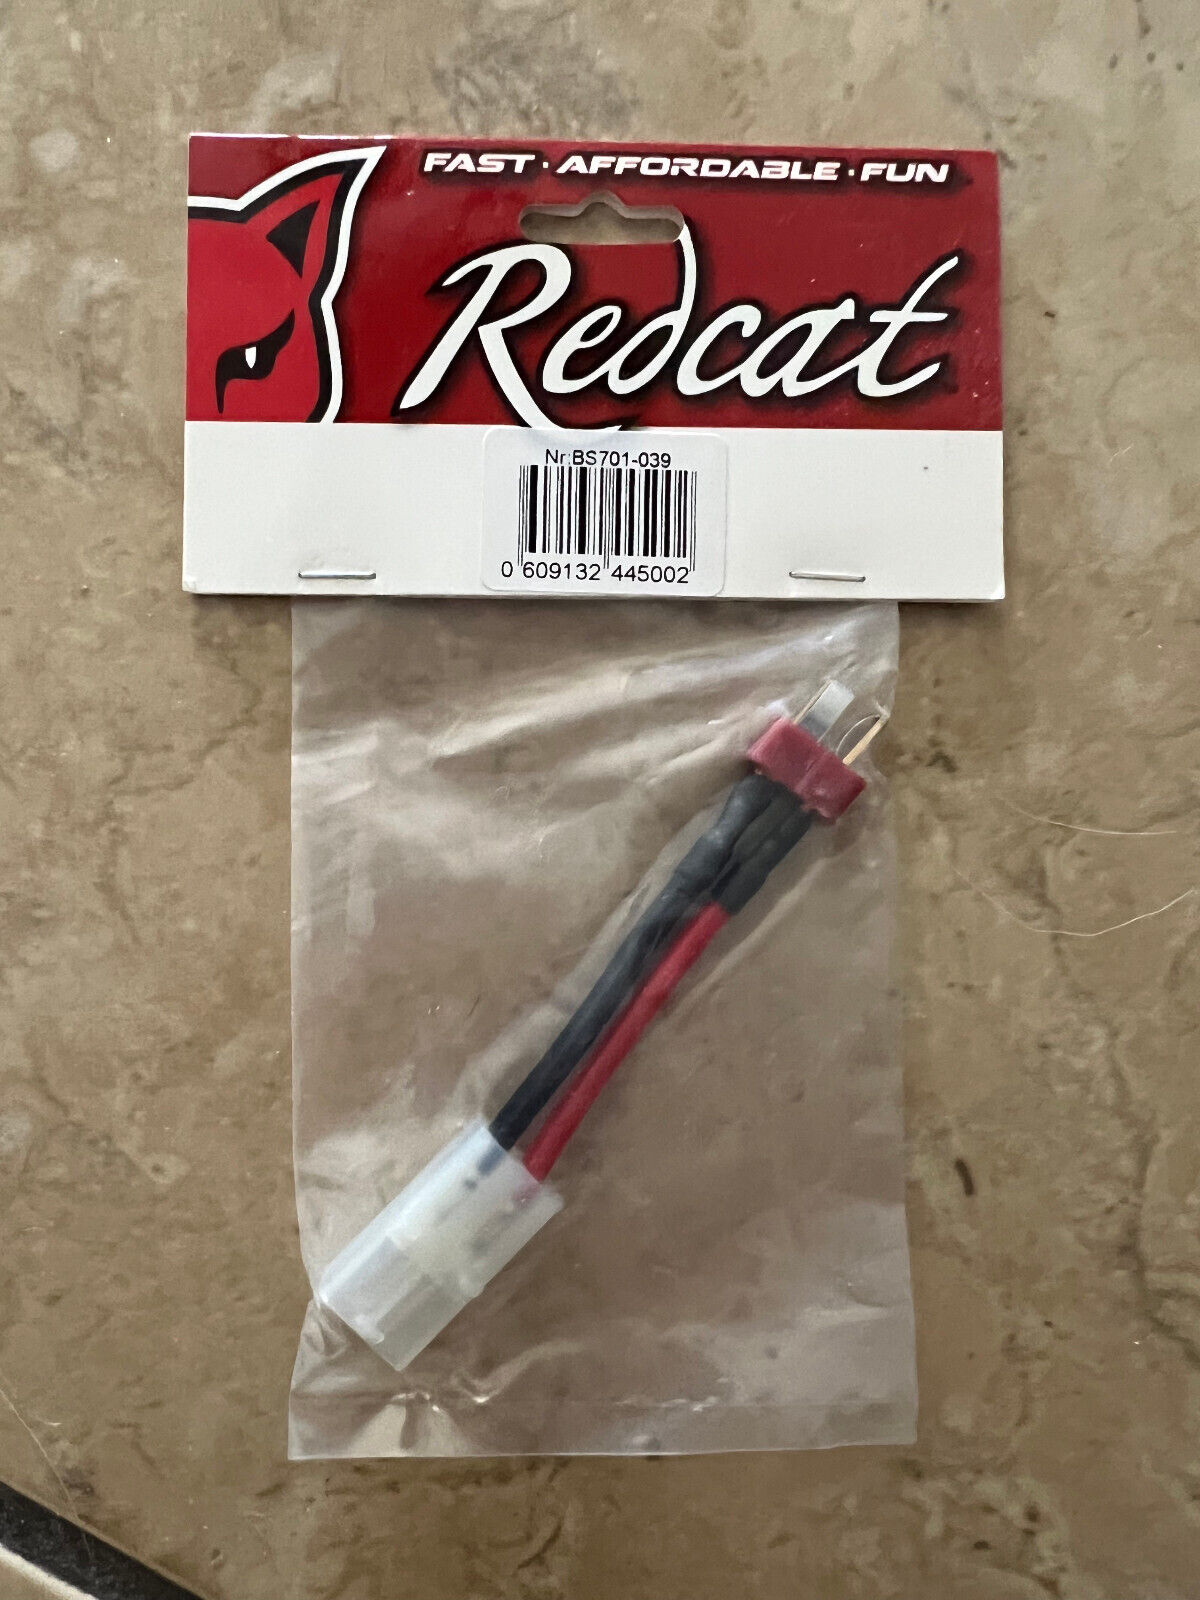 FAST · AFFORDABLE · FUN
Redcat
Nr:BS701-039
0 609132 445002